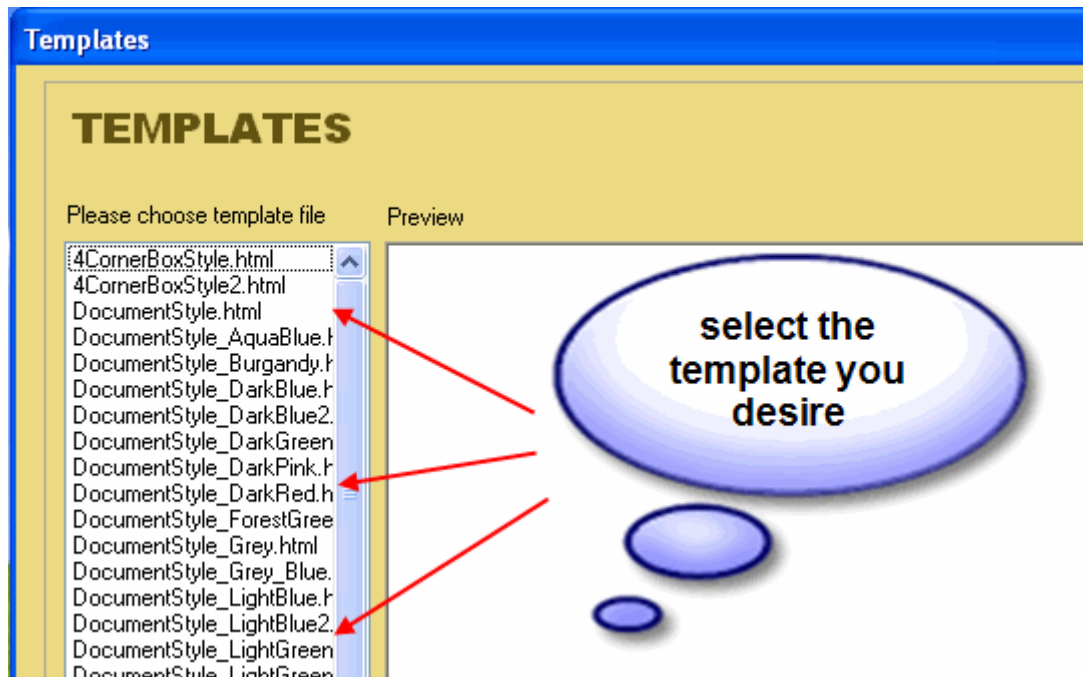 Templates
TEMPLATES
Please choose template file
Preview
4CornerBoxStyle.html
4CornerBoxStyle2.html
DocumentStyle.html
DocumentStyle_AquaBlue.h
DocumentStyle_Burgandy.h
DocumentStyle_DarkBlue.h
DocumentStyle_DarkBlue2.
DocumentStyle_DarkGreen
DocumentStyle_DarkPink.h
DocumentStyle_DarkRed.h
DocumentStyle_ForestGree
DocumentStyle_Grey.html
DocumentStyle_Grey_Blue.
DocumentStyle_LightBlue.h
DocumentStyle_LightBlue2.
DocumentStyle_LightGreen
DocumentStyle_LightGreen
select the
template you
desire